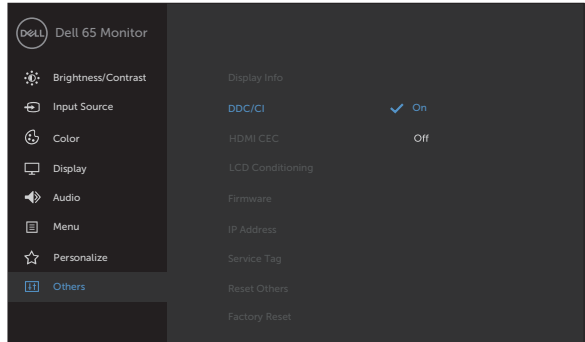 DELL Dell 65 Monitor
Brightness/Contrast
Input Source
Color
Display
Audio
Menu
Personalize
Others
Display Info
DDC/CI ✓ On
HDMI CEC Off
LCD Conditioning
Firmware
IP Address
Service Tag
Reset Others
Factory Reset